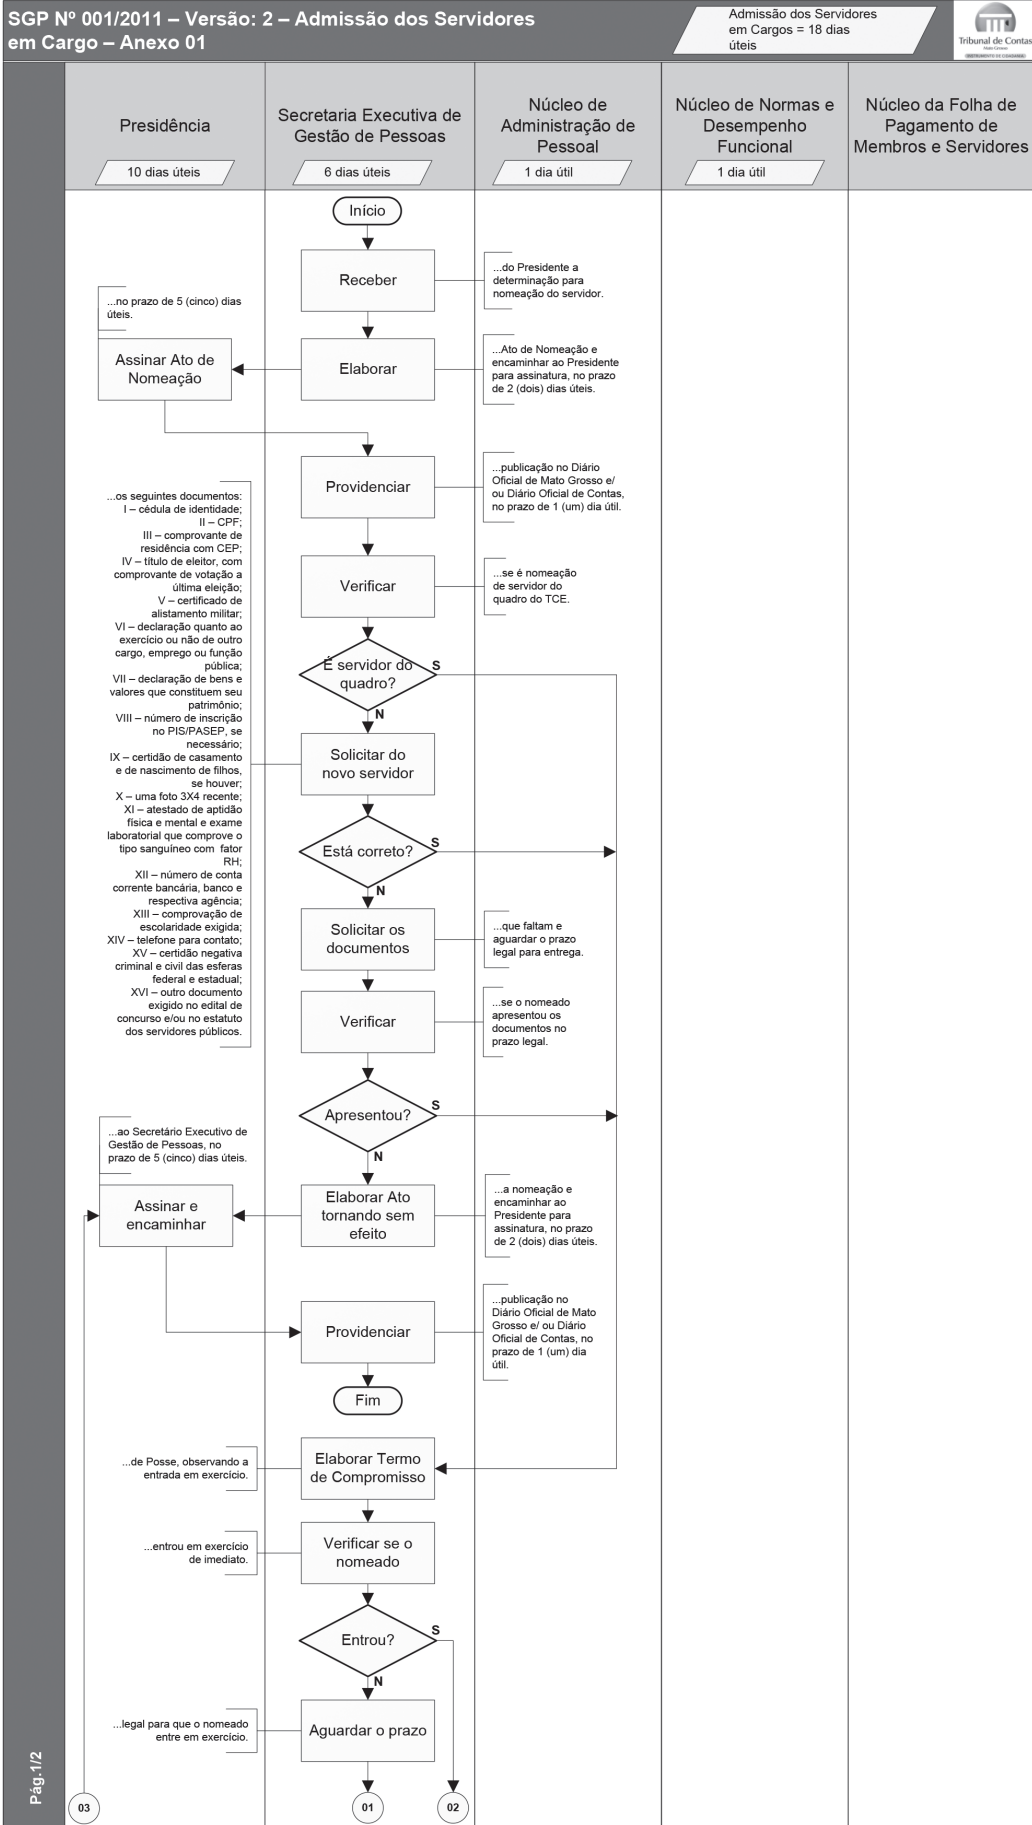 SGP Nº 001/2011 – Versão: 2 – Admissão dos Servidores
em Cargo – Anexo 01
Admissão dos Servidores
em Cargos = 18 dias
úteis
Tribunal de Contas
Mato Grosso
INSTRUMENTO DE CIDADANIA
Presidência
10 dias úteis
Secretaria Executiva de
Gestão de Pessoas
6 dias úteis
Núcleo de
Administração de
Pessoal
1 dia útil
Núcleo de Normas e
Desempenho
Funcional
1 dia útil
Núcleo da Folha de
Pagamento de
Membros e Servidores
Início
Receber
...do Presidente a
determinação para
nomeação do servidor.
...no prazo de 5 (cinco) dias
úteis.
Assinar Ato de
Nomeação
Elaborar
...Ato de Nomeação e
encaminhar ao Presidente
para assinatura, no prazo
de 2 (dois) dias úteis.
Providenciar
...publicação no Diário
Oficial de Mato Grosso e/
ou Diário Oficial de Contas,
no prazo de 1 (um) dia útil.
Verificar
...se é nomeação
de servidor do
quadro do TCE.
É servidor do
quadro?
S
N
Solicitar do
novo servidor
...os seguintes documentos:
I – cédula de identidade;
II – CPF;
III – comprovante de
residência com CEP;
IV – título de eleitor, com
comprovante de votação a
última eleição;
V – certificado de
alistamento militar;
VI – declaração quanto ao
exercício ou não de outro
cargo, emprego ou função
pública;
VII – declaração de bens e
valores que constituem seu
patrimônio;
VIII – número de inscrição
no PIS/PASEP, se
necessário;
IX – certidão de casamento
e de nascimento de filhos,
se houver;
X – uma foto 3X4 recente;
XI – atestado de aptidão
física e mental e exame
laboratorial que comprove o
tipo sanguíneo com fator
RH;
XII – número de conta
corrente bancária, banco e
respectiva agência;
XIII – comprovação de
escolaridade exigida;
XIV – telefone para contato;
XV – certidão negativa
criminal e civil das esferas
federal e estadual;
XVI – outro documento
exigido no edital de
concurso e/ou no estatuto
dos servidores públicos.
Está correto?
S
N
Solicitar os
documentos
...que faltam e
aguardar o prazo
legal para entrega.
Verificar
...se o nomeado
apresentou os
documentos no
prazo legal.
Apresentou?
S
N
...ao Secretário Executivo de
Gestão de Pessoas, no
prazo de 5 (cinco) dias úteis.
Assinar e
encaminhar
Elaborar Ato
tornando sem
efeito
...a nomeação e
encaminhar ao
Presidente para
assinatura, no prazo
de 2 (dois) dias úteis.
Providenciar
...publicação no
Diário Oficial de Mato
Grosso e/ ou Diário
Oficial de Contas, no
prazo de 1 (um) dia
útil.
Fim
Elaborar Termo
de Compromisso
...de Posse, observando a
entrada em exercício.
Verificar se o
nomeado
...entrou em exercício
de imediato.
Entrou?
S
N
Aguardar o prazo
...legal para que o nomeado
entre em exercício.
03
01
02
Pág.1/2